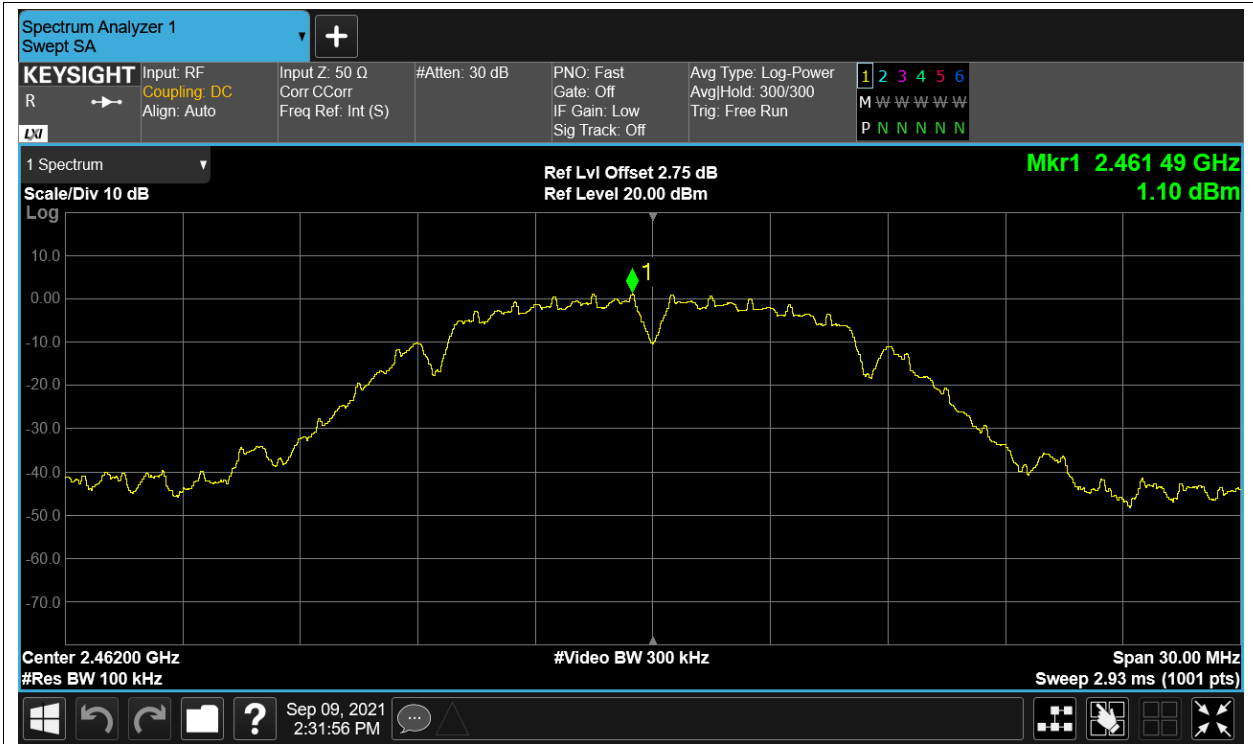 Spectrum Analyzer 1
Swept SA
KEYSIGHT
R
LXI
Input: RF
Coupling: DC
Align: Auto
Input Z: 50 Ω
Corr CCorr
Freq Ref: Int (S)
#Atten: 30 dB
PNO: Fast
Gate: Off
IF Gain: Low
Sig Track: Off
Avg Type: Log-Power
Avg|Hold: 300/300
Trig: Free Run
1 2 3 4 5 6
M W W W W W
P N N N N N
1 Spectrum
Scale/Div 10 dB
Ref Lvl Offset 2.75 dB
Ref Level 20.00 dBm
Mkr1 2.461 49 GHz
1.10 dBm
Log
10.0
0.00
-10.0
-20.0
-30.0
-40.0
-50.0
-60.0
-70.0
1
Center 2.46200 GHz
#Res BW 100 kHz
#Video BW 300 kHz
Span 30.00 MHz
Sweep 2.93 ms (1001 pts)
?
Sep 09, 2021
2:31:56 PM